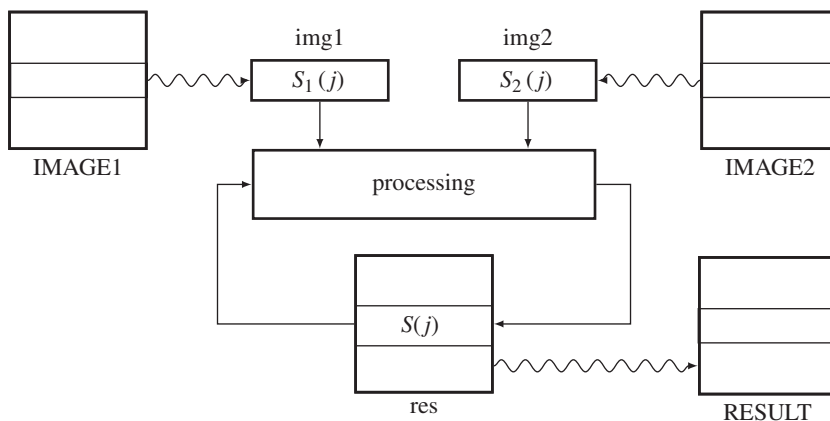 img1
img2
S₁(j)
S₂(j)
IMAGE1
IMAGE2
processing
S(j)
res
RESULT